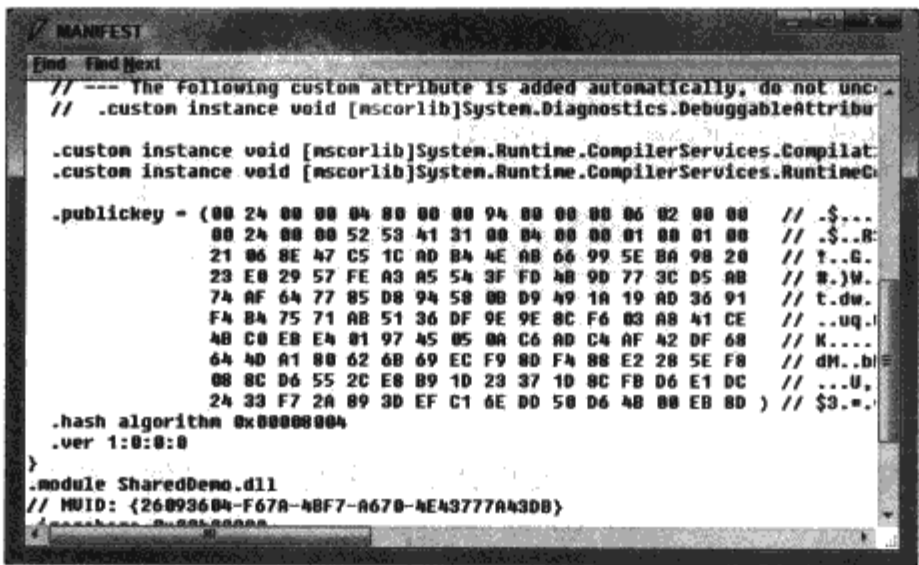 MANIFEST
Find Find Next
// --- The following custom attribute is added automatically, do not unc
// .custom instance void [mscorlib]System.Diagnostics.DebuggableAttribu
.custom instance void [mscorlib]System.Runtime.CompilerServices.Compilat
.custom instance void [mscorlib]System.Runtime.CompilerServices.RuntimeC
.publickey = (00 24 00 00 04 80 00 00 94 00 00 00 06 02 00 00 // .$...
00 24 00 00 52 53 41 31 00 04 00 00 01 00 01 00 // .$..R
21 06 8E 47 C5 1C AD B4 4E AB 66 99 5E BA 98 20 // !..G.
23 E0 29 57 FE A3 A5 54 3F FD 4B 9D 77 3C D5 AB // #.)W.
74 AF 64 77 85 D8 94 58 0B D9 49 1A 19 AD 36 91 // t.dw.
F4 B4 75 71 AB 51 36 DF 9E 9E 8C F6 03 A8 41 CE // ..uq.
4B C0 E4 01 97 45 05 0A C6 AD C4 AF 42 DF 68 // K....
64 4D A1 80 62 6B 69 EC F9 8D F4 88 E2 28 5E F8 // dM..b
08 8C D6 55 2C E8 B9 1D 23 37 1D 8C FB D6 E1 DC // ...U,
24 33 F7 2A 89 3D EF C1 6E DD 50 D6 4B 00 EB 8D ) // $3.*.
.hash algorithm 0x00008004
.ver 1:0:0:0
}
.module SharedDemo.dll
// MVID: {26093604-F67A-4BF7-A670-4E43777A43DB}